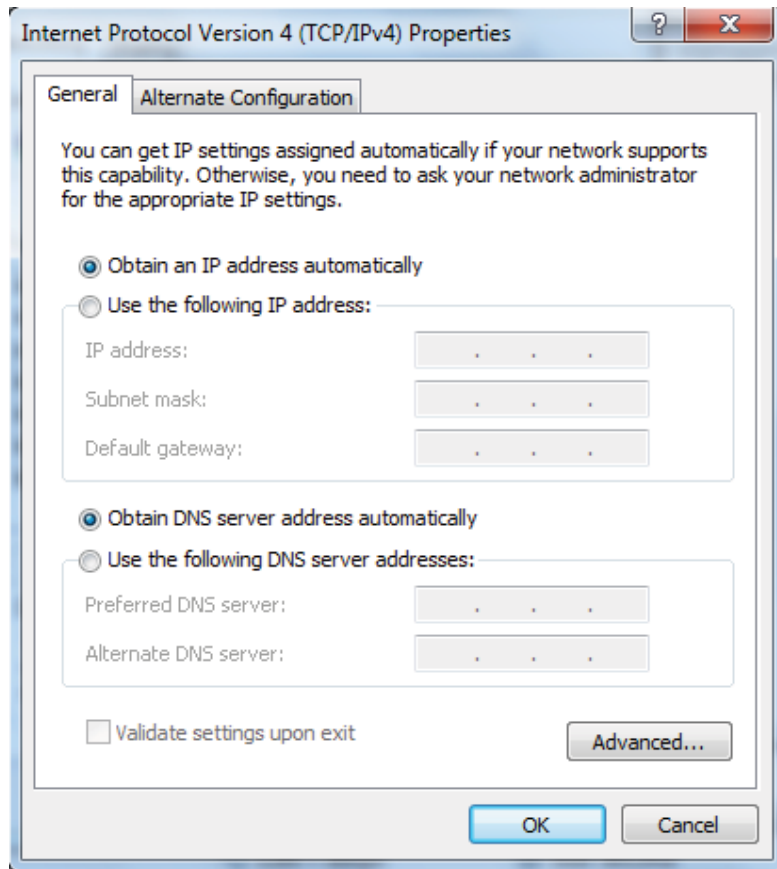 Internet Protocol Version 4 (TCP/IPv4) Properties
?
X
General
Alternate Configuration
You can get IP settings assigned automatically if your network supports
this capability. Otherwise, you need to ask your network administrator
for the appropriate IP settings.
Obtain an IP address automatically
Use the following IP address:
IP address: . . .
Subnet mask: . . .
Default gateway: . . .
Obtain DNS server address automatically
Use the following DNS server addresses:
Preferred DNS server: . . .
Alternate DNS server: . . .
Validate settings upon exit
Advanced...
OK
Cancel